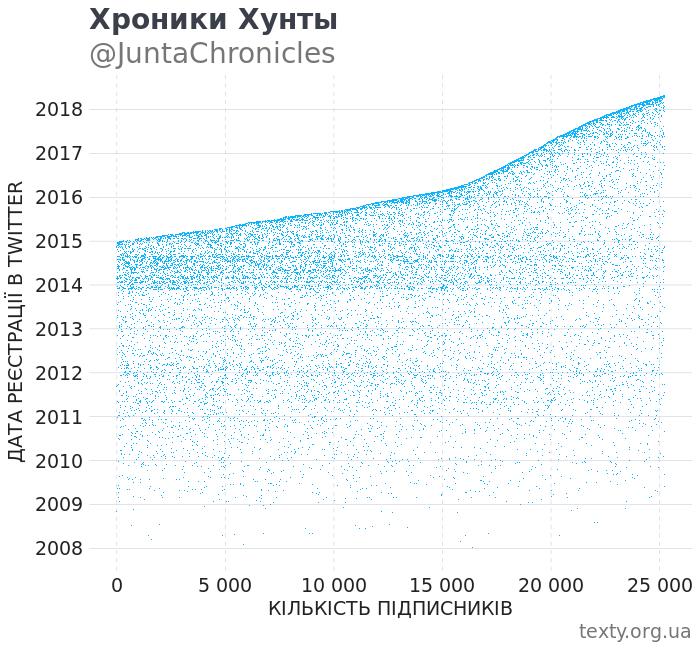 Хроники Хунты
@JuntaChronicles
ДАТА РЕЄСТРАЦІЇ В TWITTER
2018
2017
2016
2015
2014
2013
2012
2011
2010
2009
2008
0 5 000 10 000 15 000 20 000 25 000
КІЛЬКІСТЬ ПІДПИСНИКІВ
texty.org.ua